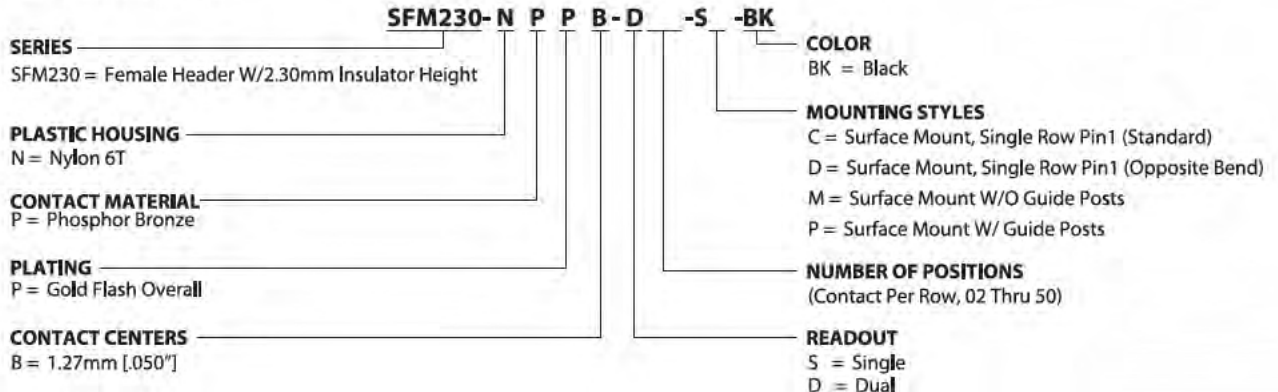 SFM230- N P P B - D -S -BK
SERIES
SFM230 = Female Header W/2.30mm Insulator Height
PLASTIC HOUSING
N = Nylon 6T
CONTACT MATERIAL
P = Phosphor Bronze
PLATING
P = Gold Flash Overall
CONTACT CENTERS
B = 1.27mm [.050"]
COLOR
BK = Black
MOUNTING STYLES
C = Surface Mount, Single Row Pin1 (Standard)
D = Surface Mount, Single Row Pin1 (Opposite Bend)
M = Surface Mount W/O Guide Posts
P = Surface Mount W/ Guide Posts
NUMBER OF POSITIONS
(Contact Per Row, 02 Thru 50)
READOUT
S = Single
D = Dual